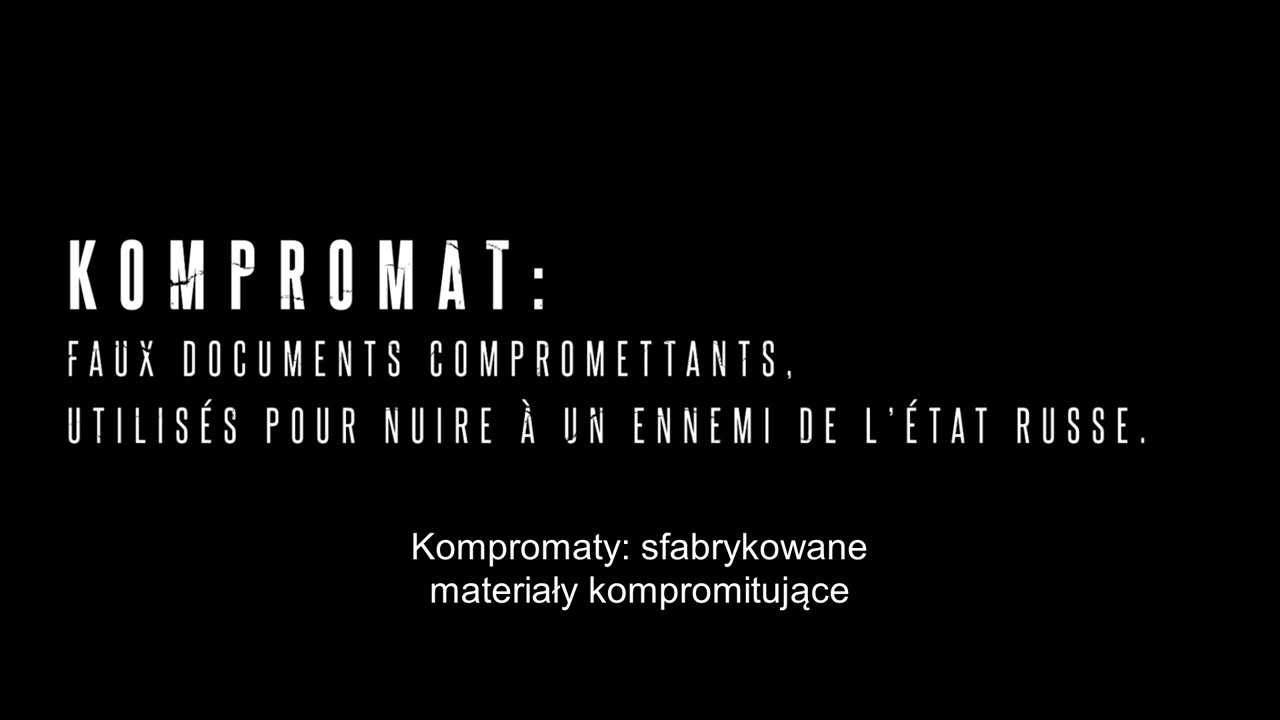 KOMPROMAT:
FAUX DOCUMENTS COMPROMETTANTS,
UTILISÉS POUR NUIRE À UN ENNEMI DE L'ÉTAT RUSSE.
Kompromaty: sfabrykowane
materiały kompromitujące